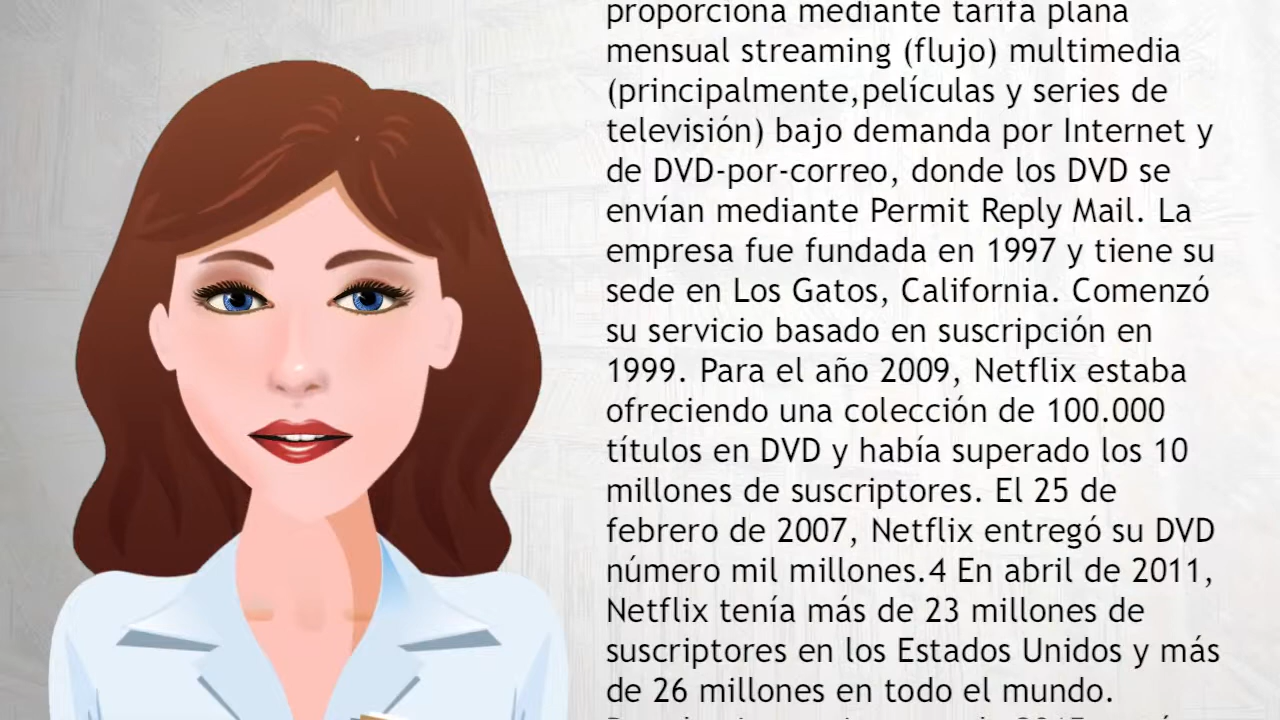 proporciona mediante tarifa plana
mensual streaming (flujo) multimedia
(principalmente,películas y series de
televisión) bajo demanda por Internet y
de DVD-por-correo, donde los DVD se
envían mediante Permit Reply Mail. La
empresa fue fundada en 1997 y tiene su
sede en Los Gatos, California. Comenzó
su servicio basado en suscripción en
1999. Para el año 2009, Netflix estaba
ofreciendo una colección de 100.000
títulos en DVD y había superado los 10
millones de suscriptores. El 25 de
febrero de 2007, Netflix entregó su DVD
número mil millones.4 En abril de 2011,
Netflix tenía más de 23 millones de
suscriptores en los Estados Unidos y más
de 26 millones en todo el mundo.